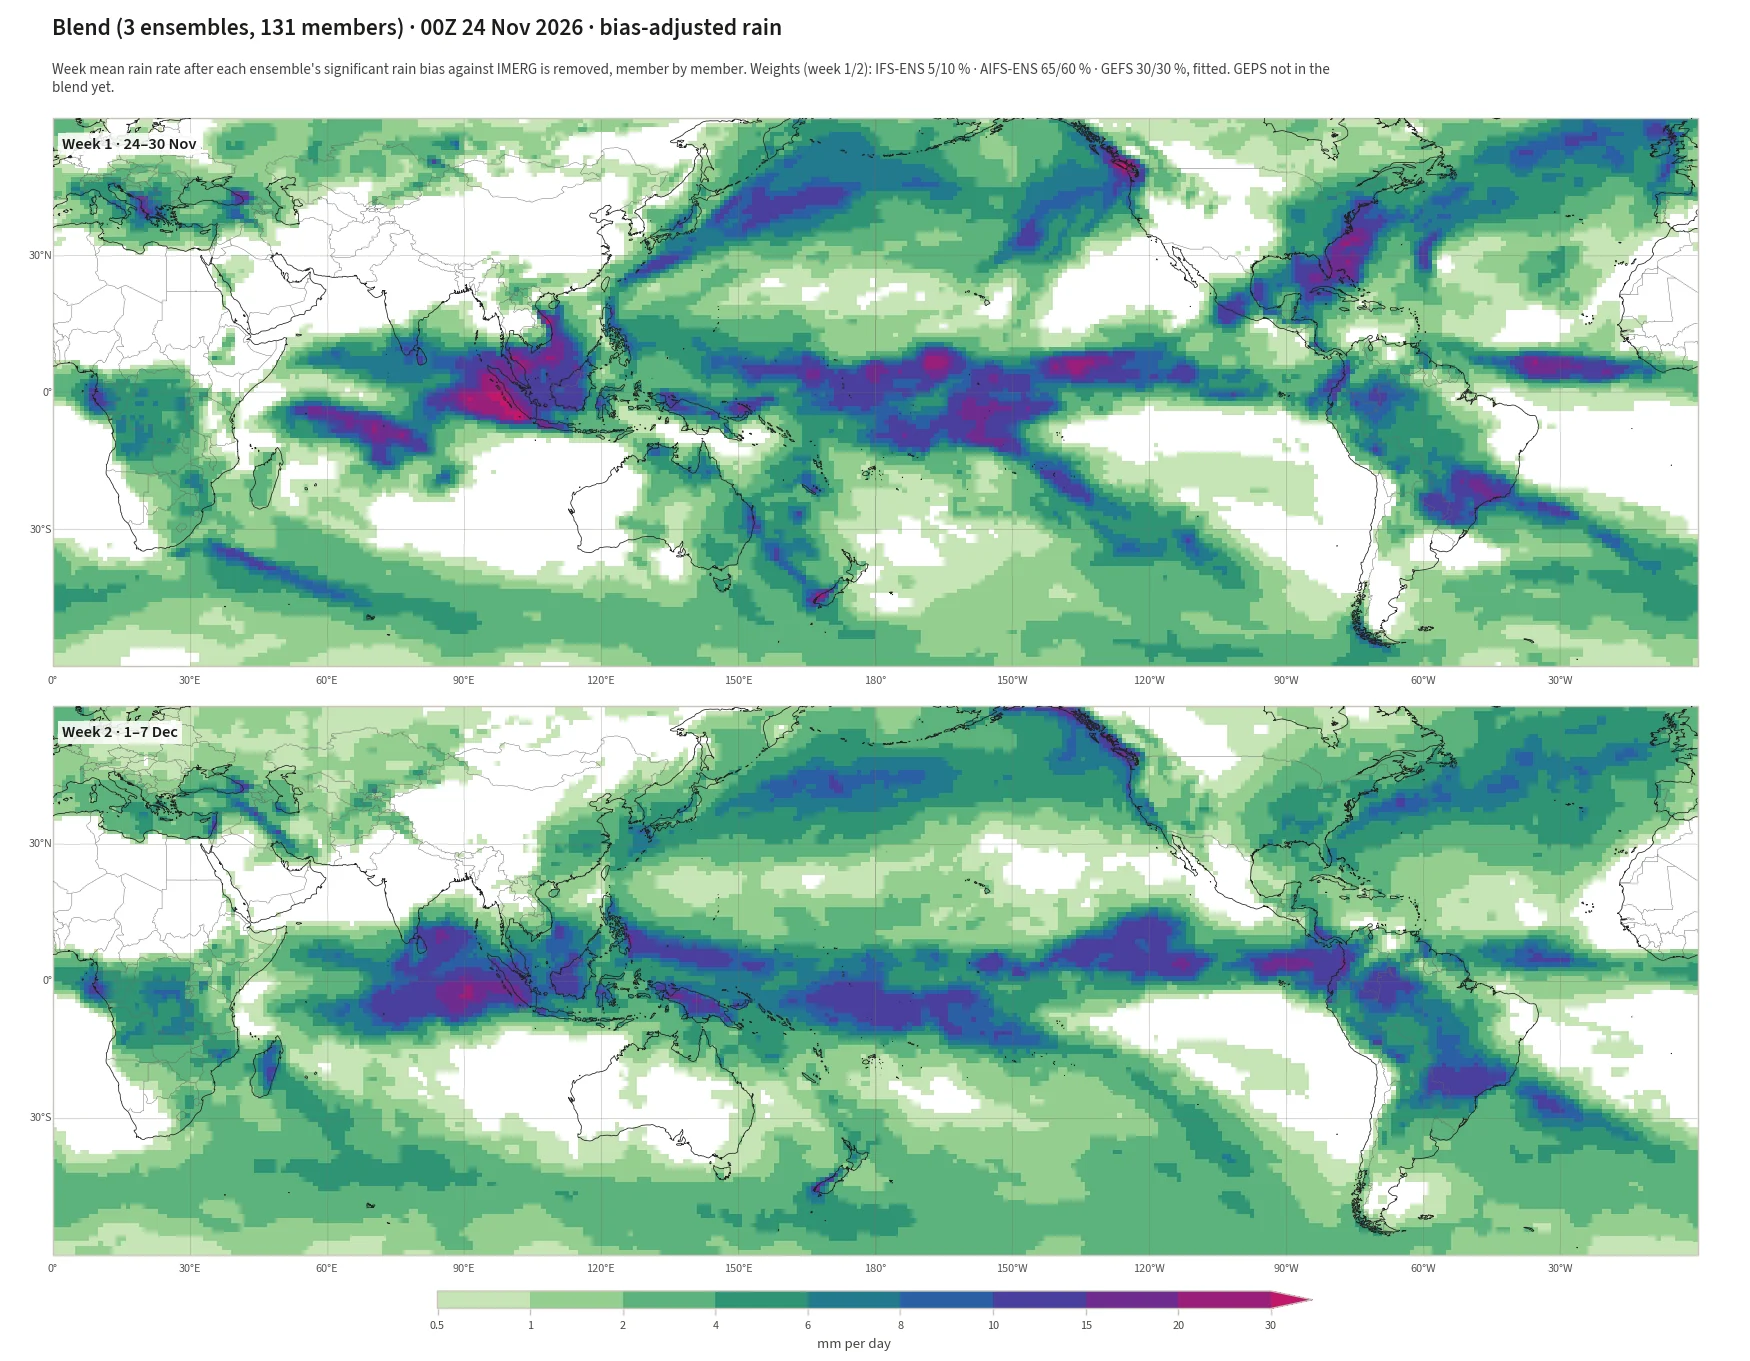 Blend (3 ensembles, 131 members) · 00Z 24 Nov 2026 · bias-adjusted rain
Week mean rain rate after each ensemble's significant rain bias against IMERG is removed, member by member. Weights (week 1/2): IFS-ENS 5/10 % · AIFS-ENS 65/60 % · GEFS 30/30 %, fitted. GEPS not in the
blend yet.
Week 1 · 24–30 Nov
30°N
0°
30°S
0° 30°E 60°E 90°E 120°E 150°E 180° 150°W 120°W 90°W 60°W 30°W
Week 2 · 1–7 Dec
30°N
0°
30°S
0° 30°E 60°E 90°E 120°E 150°E 180° 150°W 120°W 90°W 60°W 30°W
0.5 1 2 4 6 8 10 15 20 30
mm per day